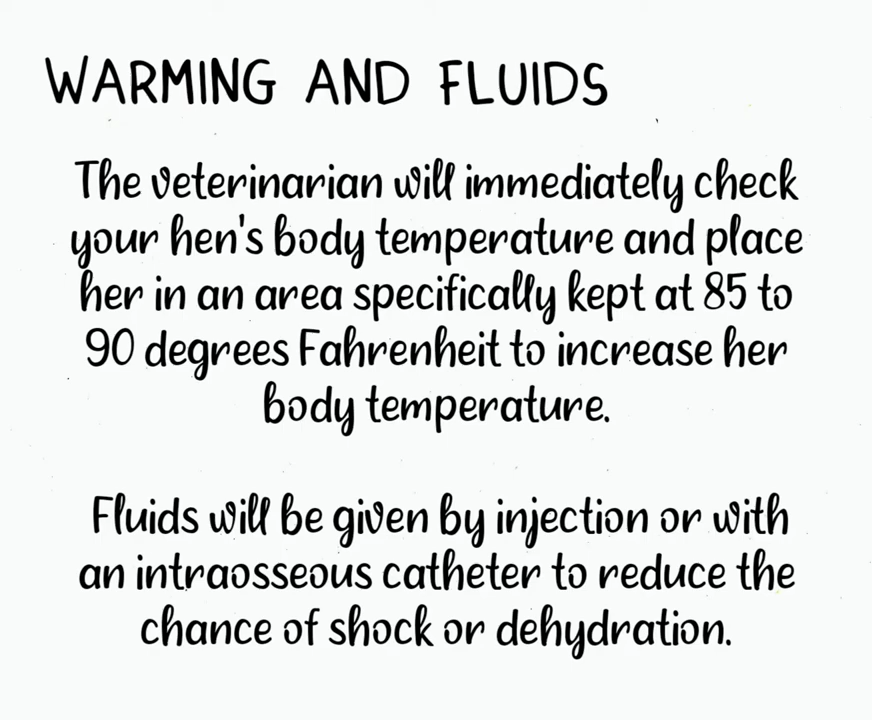 WARMING AND FLUIDS
The veterinarian will immediately check
your hen's body temperature and place
her in an area specifically kept at 85 to
90 degrees Fahrenheit to increase her
body temperature.
Fluids will be given by injection or with
an intraosseous catheter to reduce the
chance of shock or dehydration.